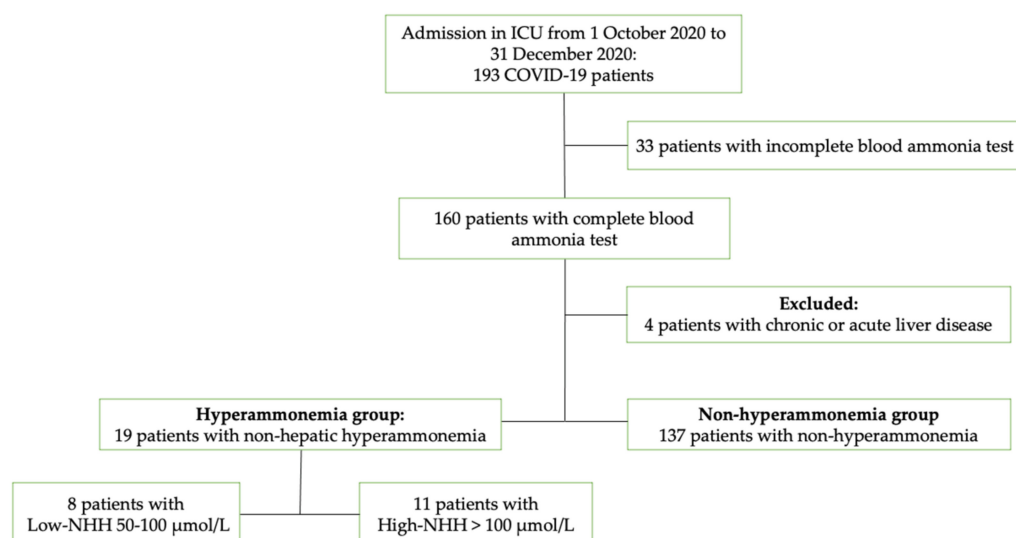 Admission in ICU from 1 October 2020 to
31 December 2020:
193 COVID-19 patients
33 patients with incomplete blood ammonia test
160 patients with complete blood
ammonia test
Excluded:
4 patients with chronic or acute liver disease
Hyperammonemia group:
19 patients with non-hepatic hyperammonemia
Non-hyperammonemia group
137 patients with non-hyperammonemia
8 patients with
Low-NHH 50-100 µmol/L
11 patients with
High-NHH > 100 µmol/L